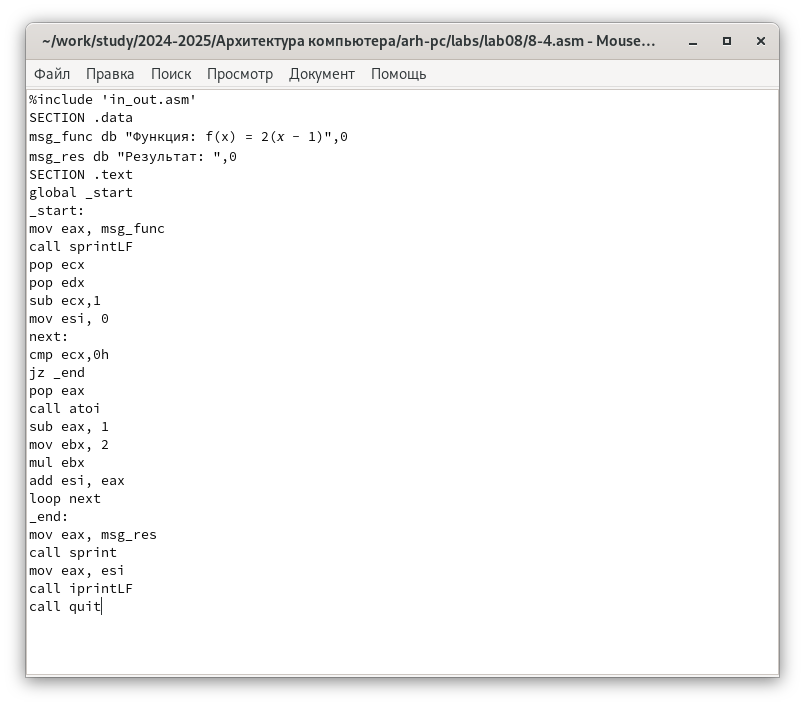 ~/work/study/2024-2025/Архитектура компьютера/arh-pc/labs/lab08/8-4.asm - Mouse...
Файл Правка Поиск Просмотр Документ Помощь
%include 'in_out.asm'
SECTION .data
msg_func db "Функция: f(x) = 2(𝑥 − 1)",0
msg_res db "Результат: ",0
SECTION .text
global _start
_start:
mov eax, msg_func
call sprintLF
pop ecx
pop edx
sub ecx,1
mov esi, 0
next:
cmp ecx,0h
jz _end
pop eax
call atoi
sub eax, 1
mov ebx, 2
mul ebx
add esi, eax
loop next
_end:
mov eax, msg_res
call sprint
mov eax, esi
call iprintLF
call quit